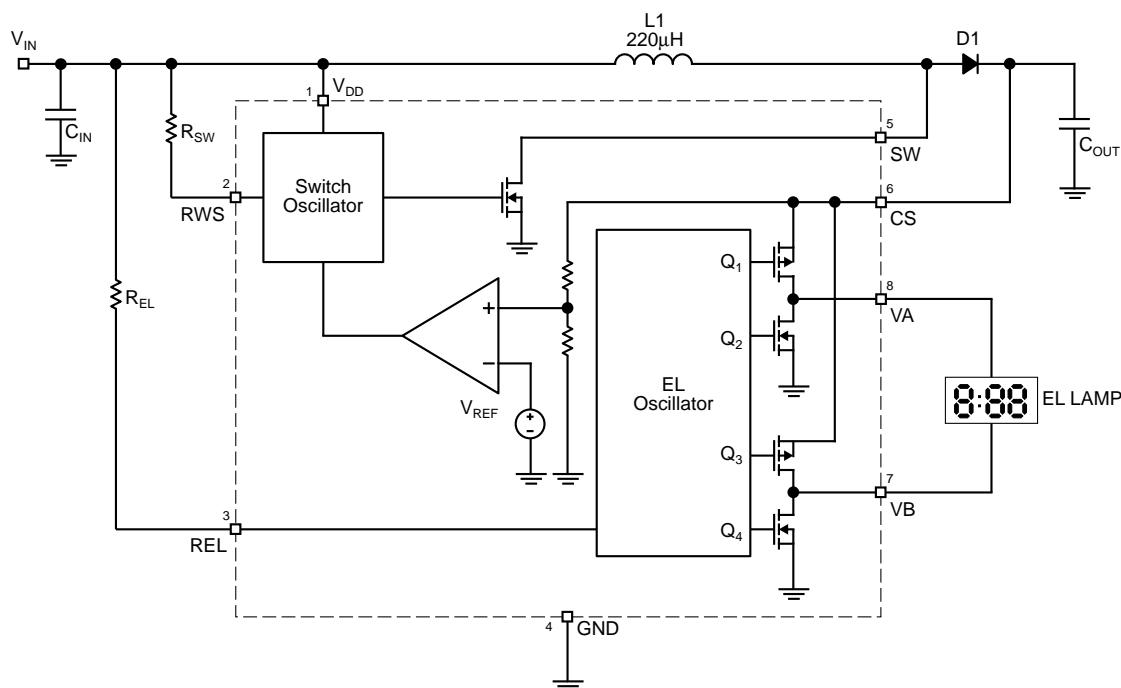 L1
220μH
D1
V_IN
C_IN
R_SW
1
V_DD
5
SW
C_OUT
2
RWS
Switch
Oscillator
6
CS
R_EL
Q_1
+
8
VA
Q_2
–
V_REF
+
–
EL
Oscillator
8:88
EL LAMP
Q_3
7
VB
3
REL
Q_4
4
GND